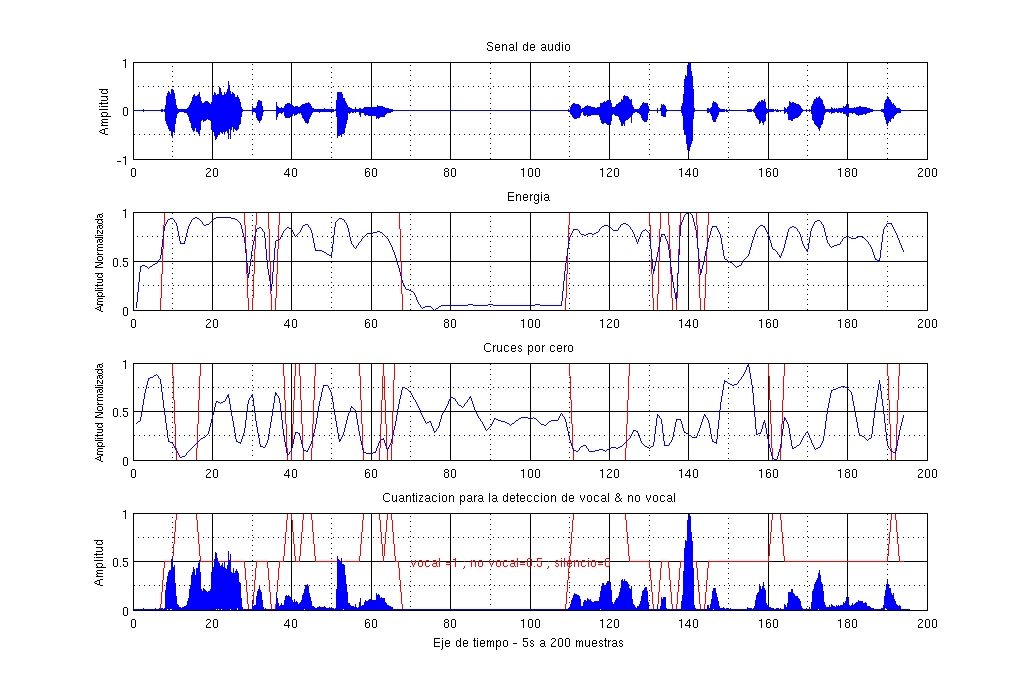 Senal de audio
Amplitud
1
0
-1
0 20 40 60 80 100 120 140 160 180 200
Energia
Amplitud Normalizada
1
0.5
0
0 20 40 60 80 100 120 140 160 180 200
Cruces por cero
Amplitud Normalizada
1
0.5
0
0 20 40 60 80 100 120 140 160 180 200
Cuantizacion para la deteccion de vocal & no vocal
Amplitud
1
0.5
0
vocal =1 , no vocal=0.5 , silencio=0
0 20 40 60 80 100 120 140 160 180 200
Eje de tiempo - 5s a 200 muestras